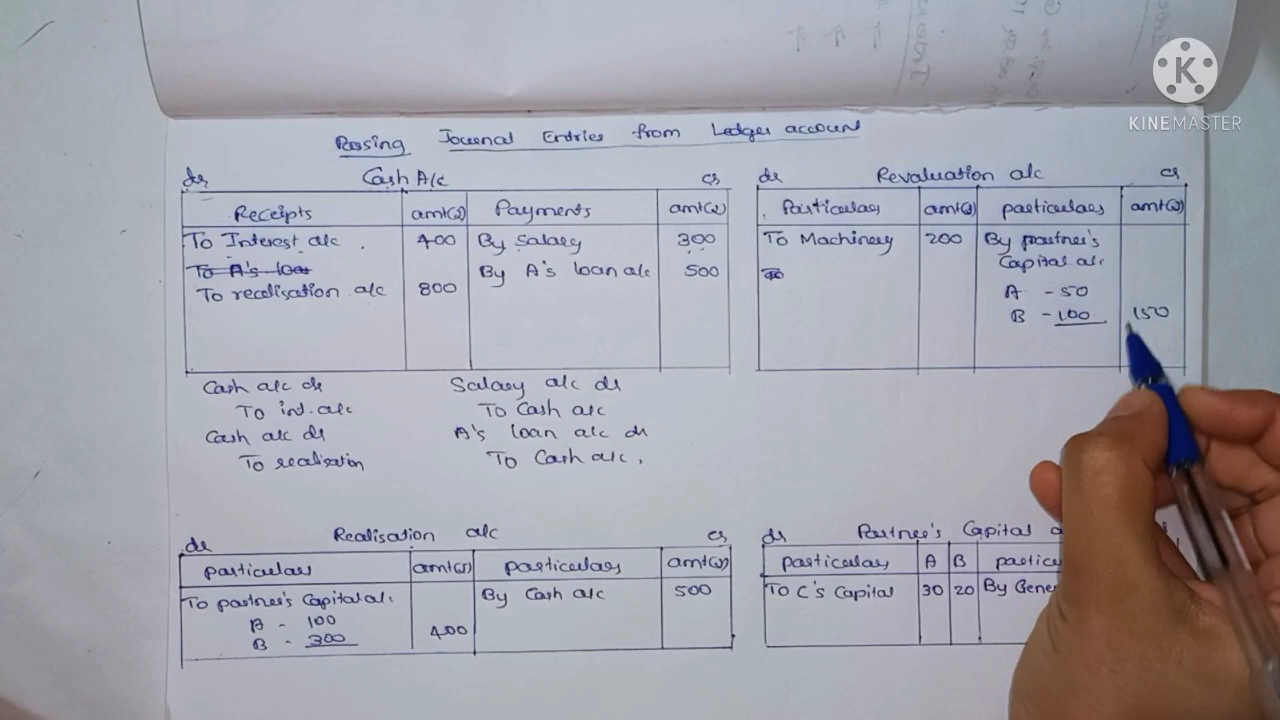 KINEMASTER
Passing Journal Entries from Ledger account
dr Cash A/c cr
Receipts amt(₹) Payments amt(₹)
To Interest a/c 400 By Salary 300
To A's loan
By A's loan a/c 500
To realisation a/c 800
Cash a/c dr Salary a/c dr
To int. a/c To Cash a/c
Cash a/c dr A's loan a/c dr
To realisation To Cash a/c,
dr Revaluation a/c cr
Particulars amt(₹) particulars amt(₹)
To Machinery 200 By partner's
Capital a/c
A - 50
B - 100 150
dr Realisation a/c cr
particulars amt(₹) particulars amt(₹)
To partner's Capital a/c By Cash a/c 500
A - 100
B - 300 400
dr Partner's Capital a
particulars A B particu
To C's Capital 30 20 By Gene